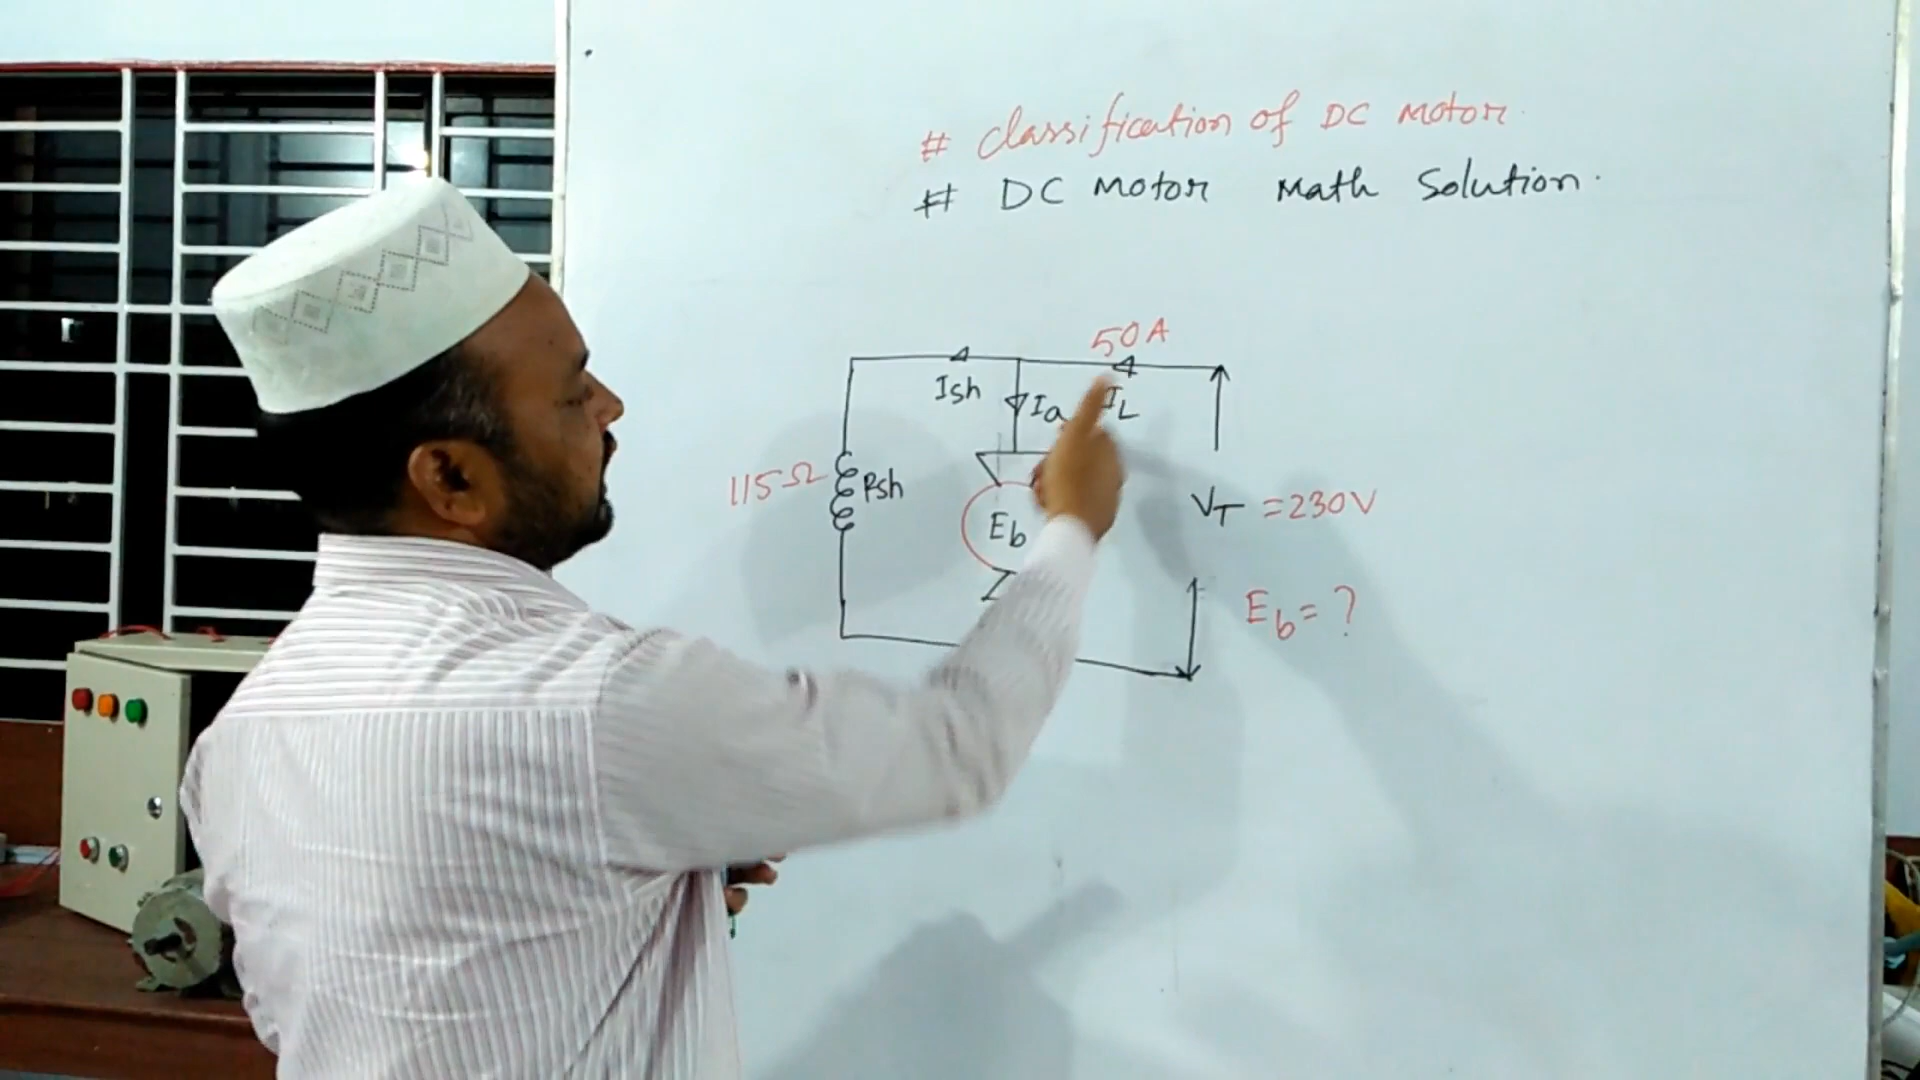 # Classification of DC Motor.
# DC Motor Math Solution.
50A
Ish
Ia
IL
115Ω
Rsh
Eb
VT = 230V
Eb = ?